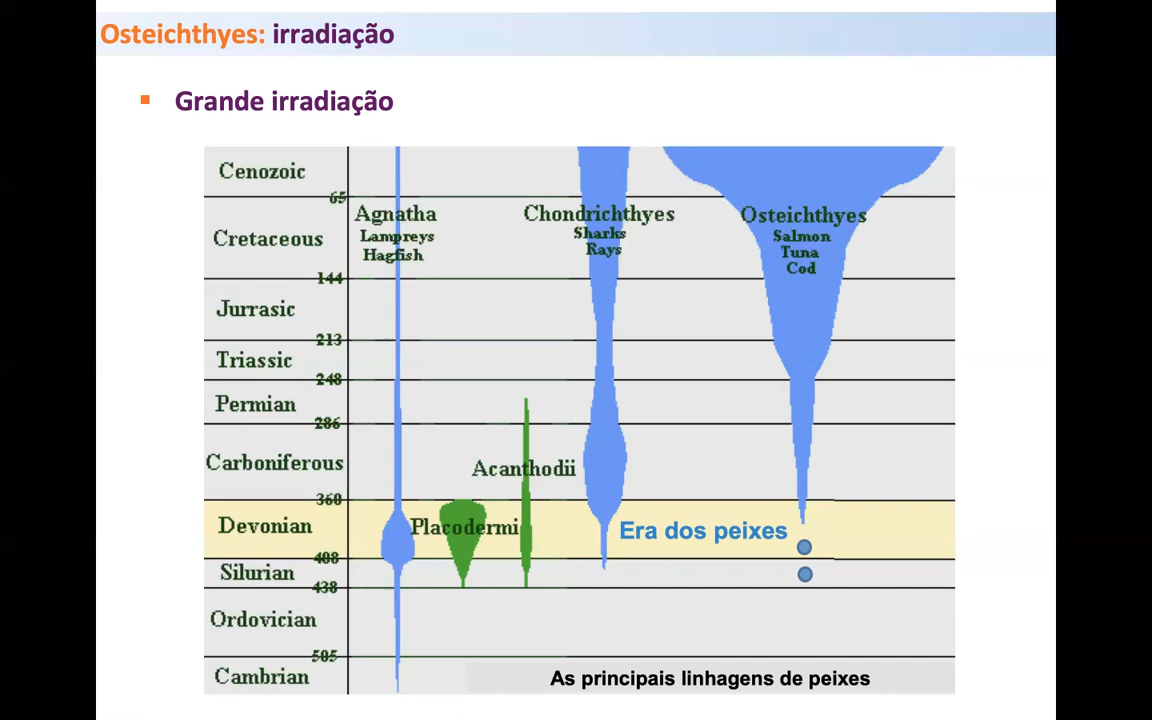 Osteichthyes: irradiação
▪ Grande irradiação
Cenozoic
65
Agnatha
Lampreys
Hagfish
Chondrichthyes
Sharks
Rays
Osteichthyes
Salmon
Tuna
Cod
Cretaceous
144
Jurrasic
213
Triassic
248
Permian
286
Carboniferous
Acanthodii
360
Devonian
Placodermi
Era dos peixes
408
Silurian
438
Ordovician
505
Cambrian
As principais linhagens de peixes